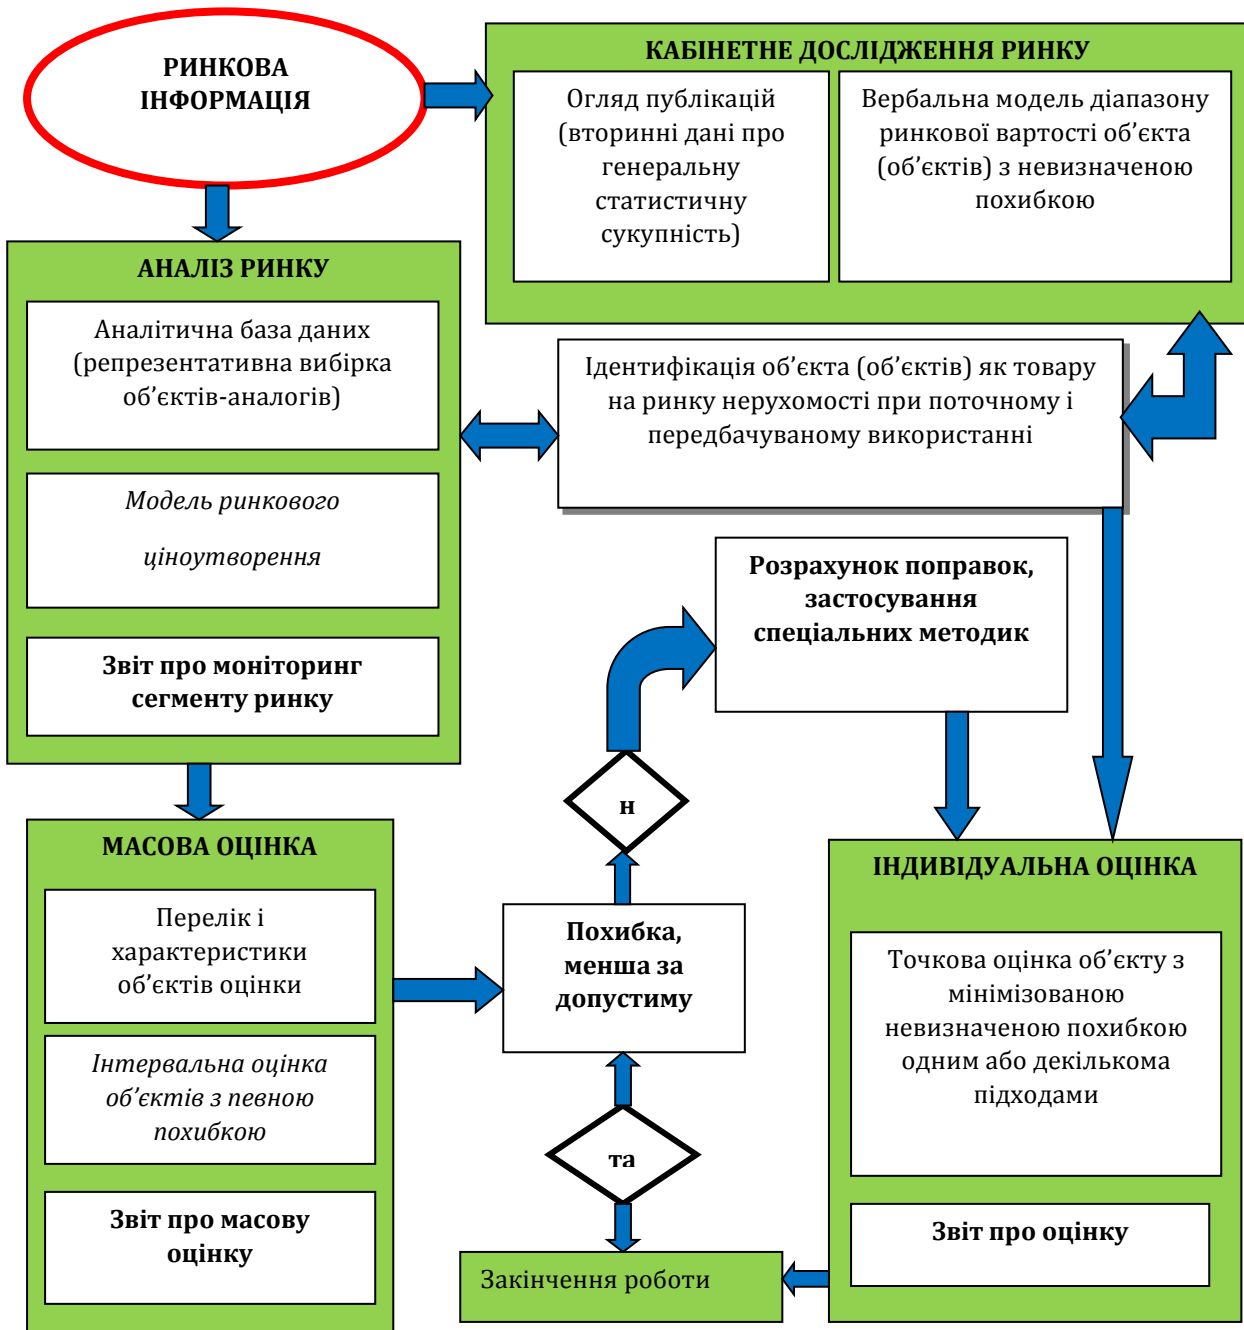 РИНКОВА
ІНФОРМАЦІЯ
КАБІНЕТНЕ ДОСЛІДЖЕННЯ РИНКУ
Огляд публікацій
(вторинні дані про
генеральну
статистичну
сукупність)
Вербальна модель діапазону
ринкової вартості об’єкта
(об’єктів) з невизначеною
похибкою
АНАЛІЗ РИНКУ
Аналітична база даних
(репрезентативна вибірка
об’єктів-аналогів)
Модель ринкового
ціноутворення
Звіт про моніторинг
сегменту ринку
Ідентифікація об’єкта (об’єктів) як товару
на ринку нерухомості при поточному і
передбачуваному використанні
Розрахунок поправок,
застосування
спеціальних методик
н
МАСОВА ОЦІНКА
Перелік і
характеристики
об’єктів оцінки
Інтервальна оцінка
об’єктів з певною
похибкою
Звіт про масову
оцінку
Похибка,
менша за
допустиму
та
Закінчення роботи
ІНДИВІДУАЛЬНА ОЦІНКА
Точкова оцінка об’єкту з
мінімізованою
невизначеною похибкою
одним або декількома
підходами
Звіт про оцінку